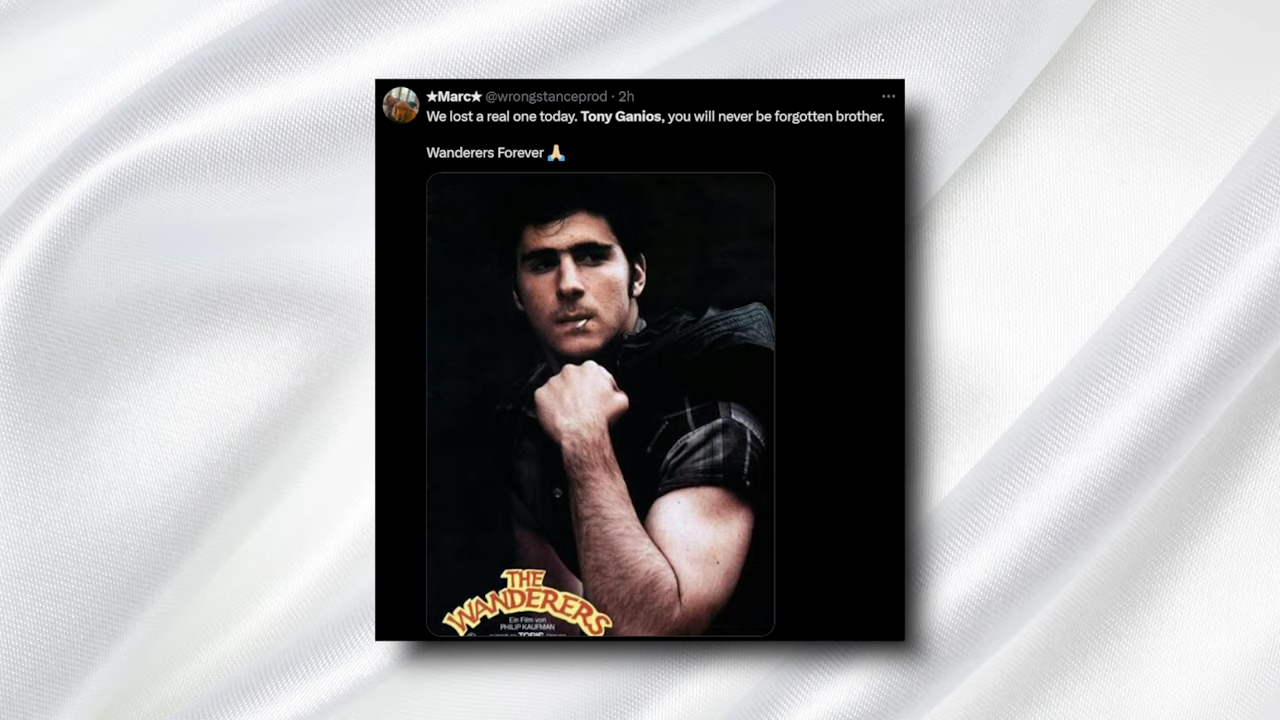 ★Marc★ @wrongstanceprod · 2h
We lost a real one today. Tony Ganios, you will never be forgotten brother.
Wanderers Forever 🙏🏻
THE
WANDERERS
Ein Film von
PHILIP KAUFMAN